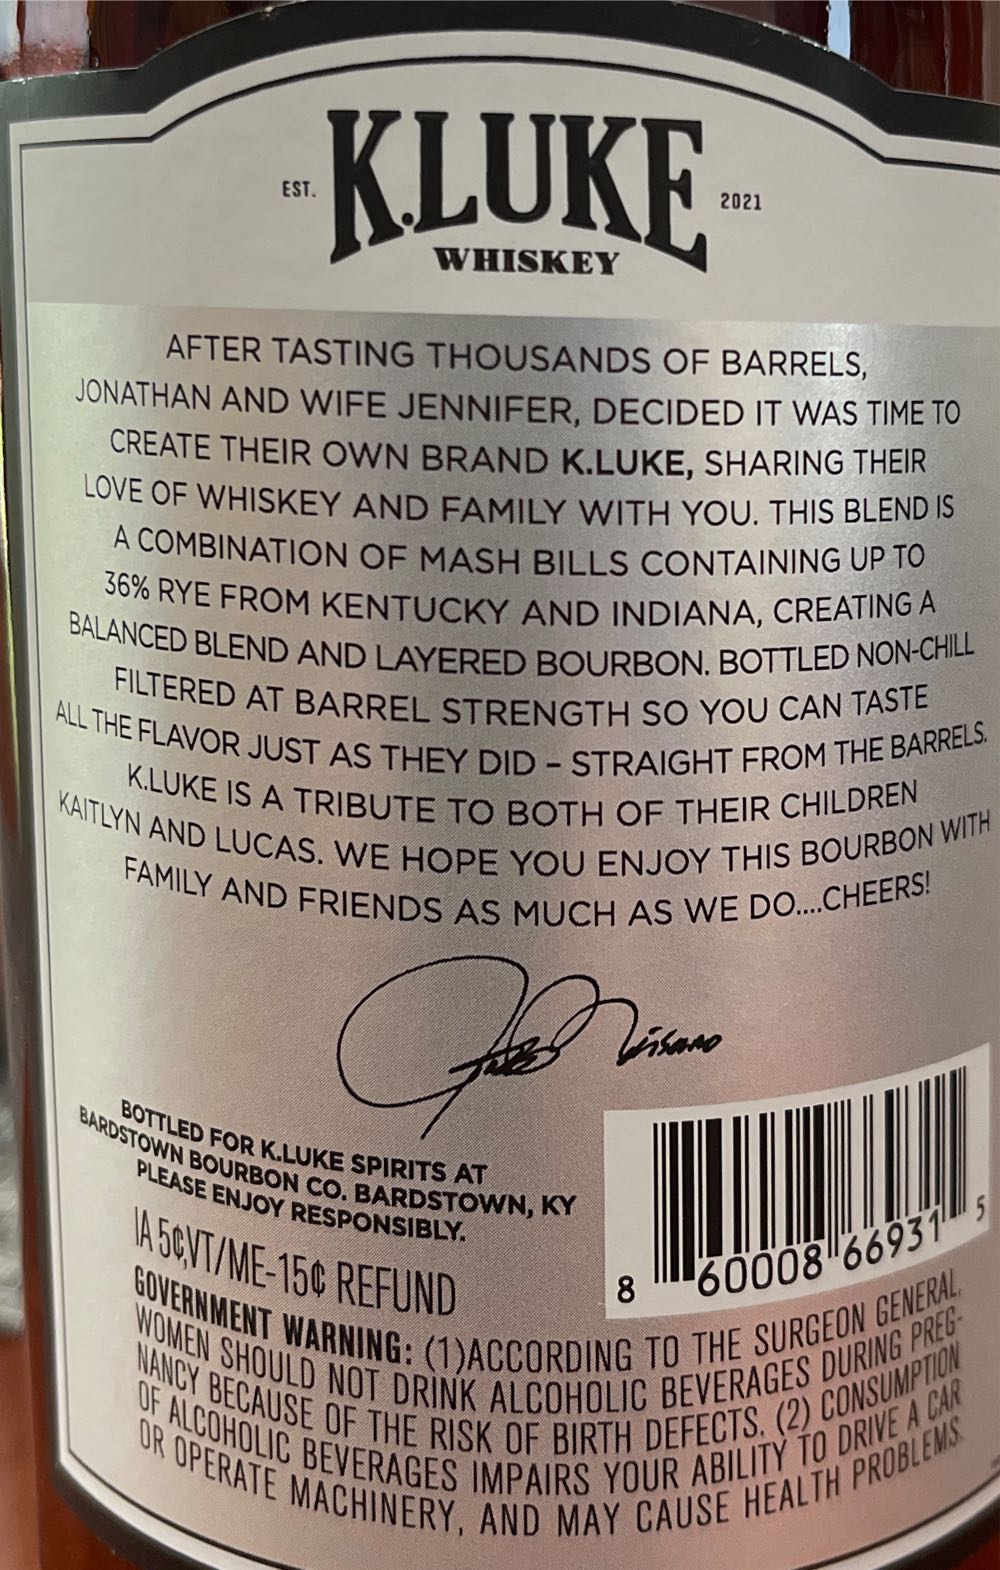 EST. K.LUKE 2021
WHISKEY
AFTER TASTING THOUSANDS OF BARRELS,
JONATHAN AND WIFE JENNIFER, DECIDED IT WAS TIME TO
CREATE THEIR OWN BRAND K.LUKE, SHARING THEIR
LOVE OF WHISKEY AND FAMILY WITH YOU. THIS BLEND IS
A COMBINATION OF MASH BILLS CONTAINING UP TO
36% RYE FROM KENTUCKY AND INDIANA, CREATING A
BALANCED BLEND AND LAYERED BOURBON. BOTTLED NON-CHILL
FILTERED AT BARREL STRENGTH SO YOU CAN TASTE
ALL THE FLAVOR JUST AS THEY DID – STRAIGHT FROM THE BARRELS.
K.LUKE IS A TRIBUTE TO BOTH OF THEIR CHILDREN
KAITLYN AND LUCAS. WE HOPE YOU ENJOY THIS BOURBON WITH
FAMILY AND FRIENDS AS MUCH AS WE DO....CHEERS!
BOTTLED FOR K.LUKE SPIRITS AT
BARDSTOWN BOURBON CO. BARDSTOWN, KY
PLEASE ENJOY RESPONSIBLY.
IA 5¢,VT/ME-15¢ REFUND
8 60008 66931 5
GOVERNMENT WARNING: (1)ACCORDING TO THE SURGEON GENERAL,
WOMEN SHOULD NOT DRINK ALCOHOLIC BEVERAGES DURING PREG-
NANCY BECAUSE OF THE RISK OF BIRTH DEFECTS. (2) CONSUMPTION
OF ALCOHOLIC BEVERAGES IMPAIRS YOUR ABILITY TO DRIVE A CAR
OR OPERATE MACHINERY, AND MAY CAUSE HEALTH PROBLEMS.